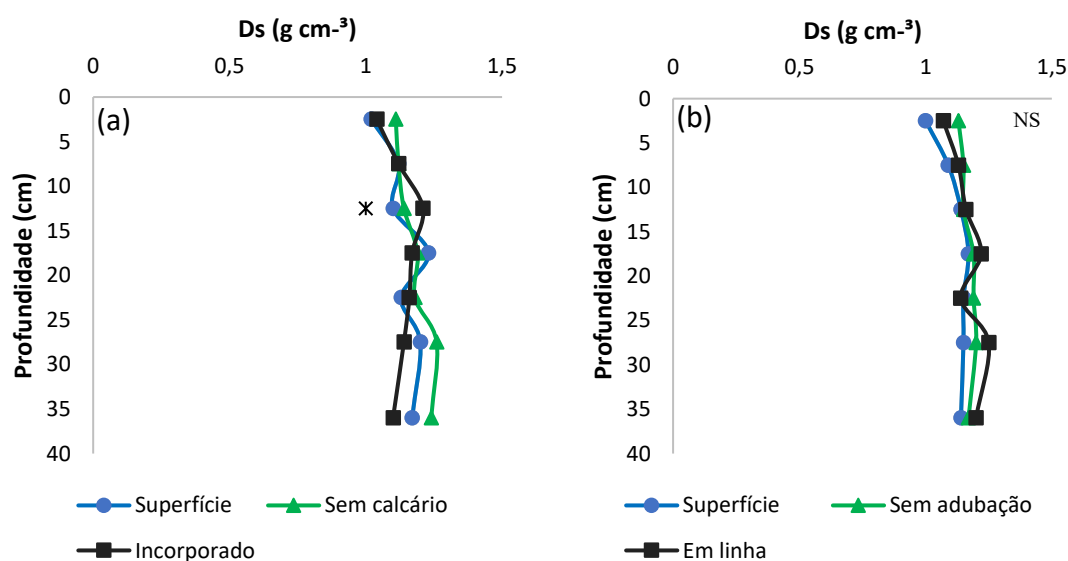 Ds (g cm-³)
0 0,5 1 1,5
0
5
10
15
20
25
30
35
40
Profundidade (cm)
(a)
Superfície
Sem calcário
Incorporado
Ds (g cm-³)
0 0,5 1 1,5
0
5
10
15
20
25
30
35
40
Profundidade (cm)
(b)
NS
Superfície
Sem adubação
Em linha